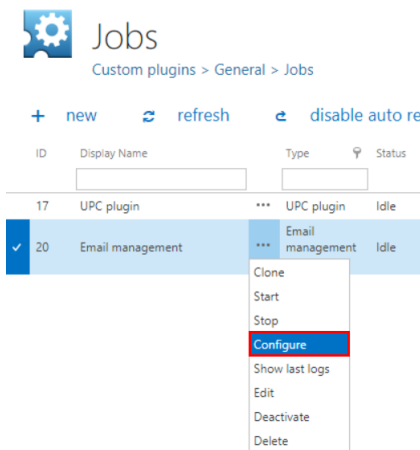 Jobs
Custom plugins > General > Jobs
+ new refresh disable auto re
ID Display Name Type Status
17 UPC plugin ••• UPC plugin Idle
20 Email management ••• Email management Idle
Clone
Start
Stop
Configure
Show last logs
Edit
Deactivate
Delete